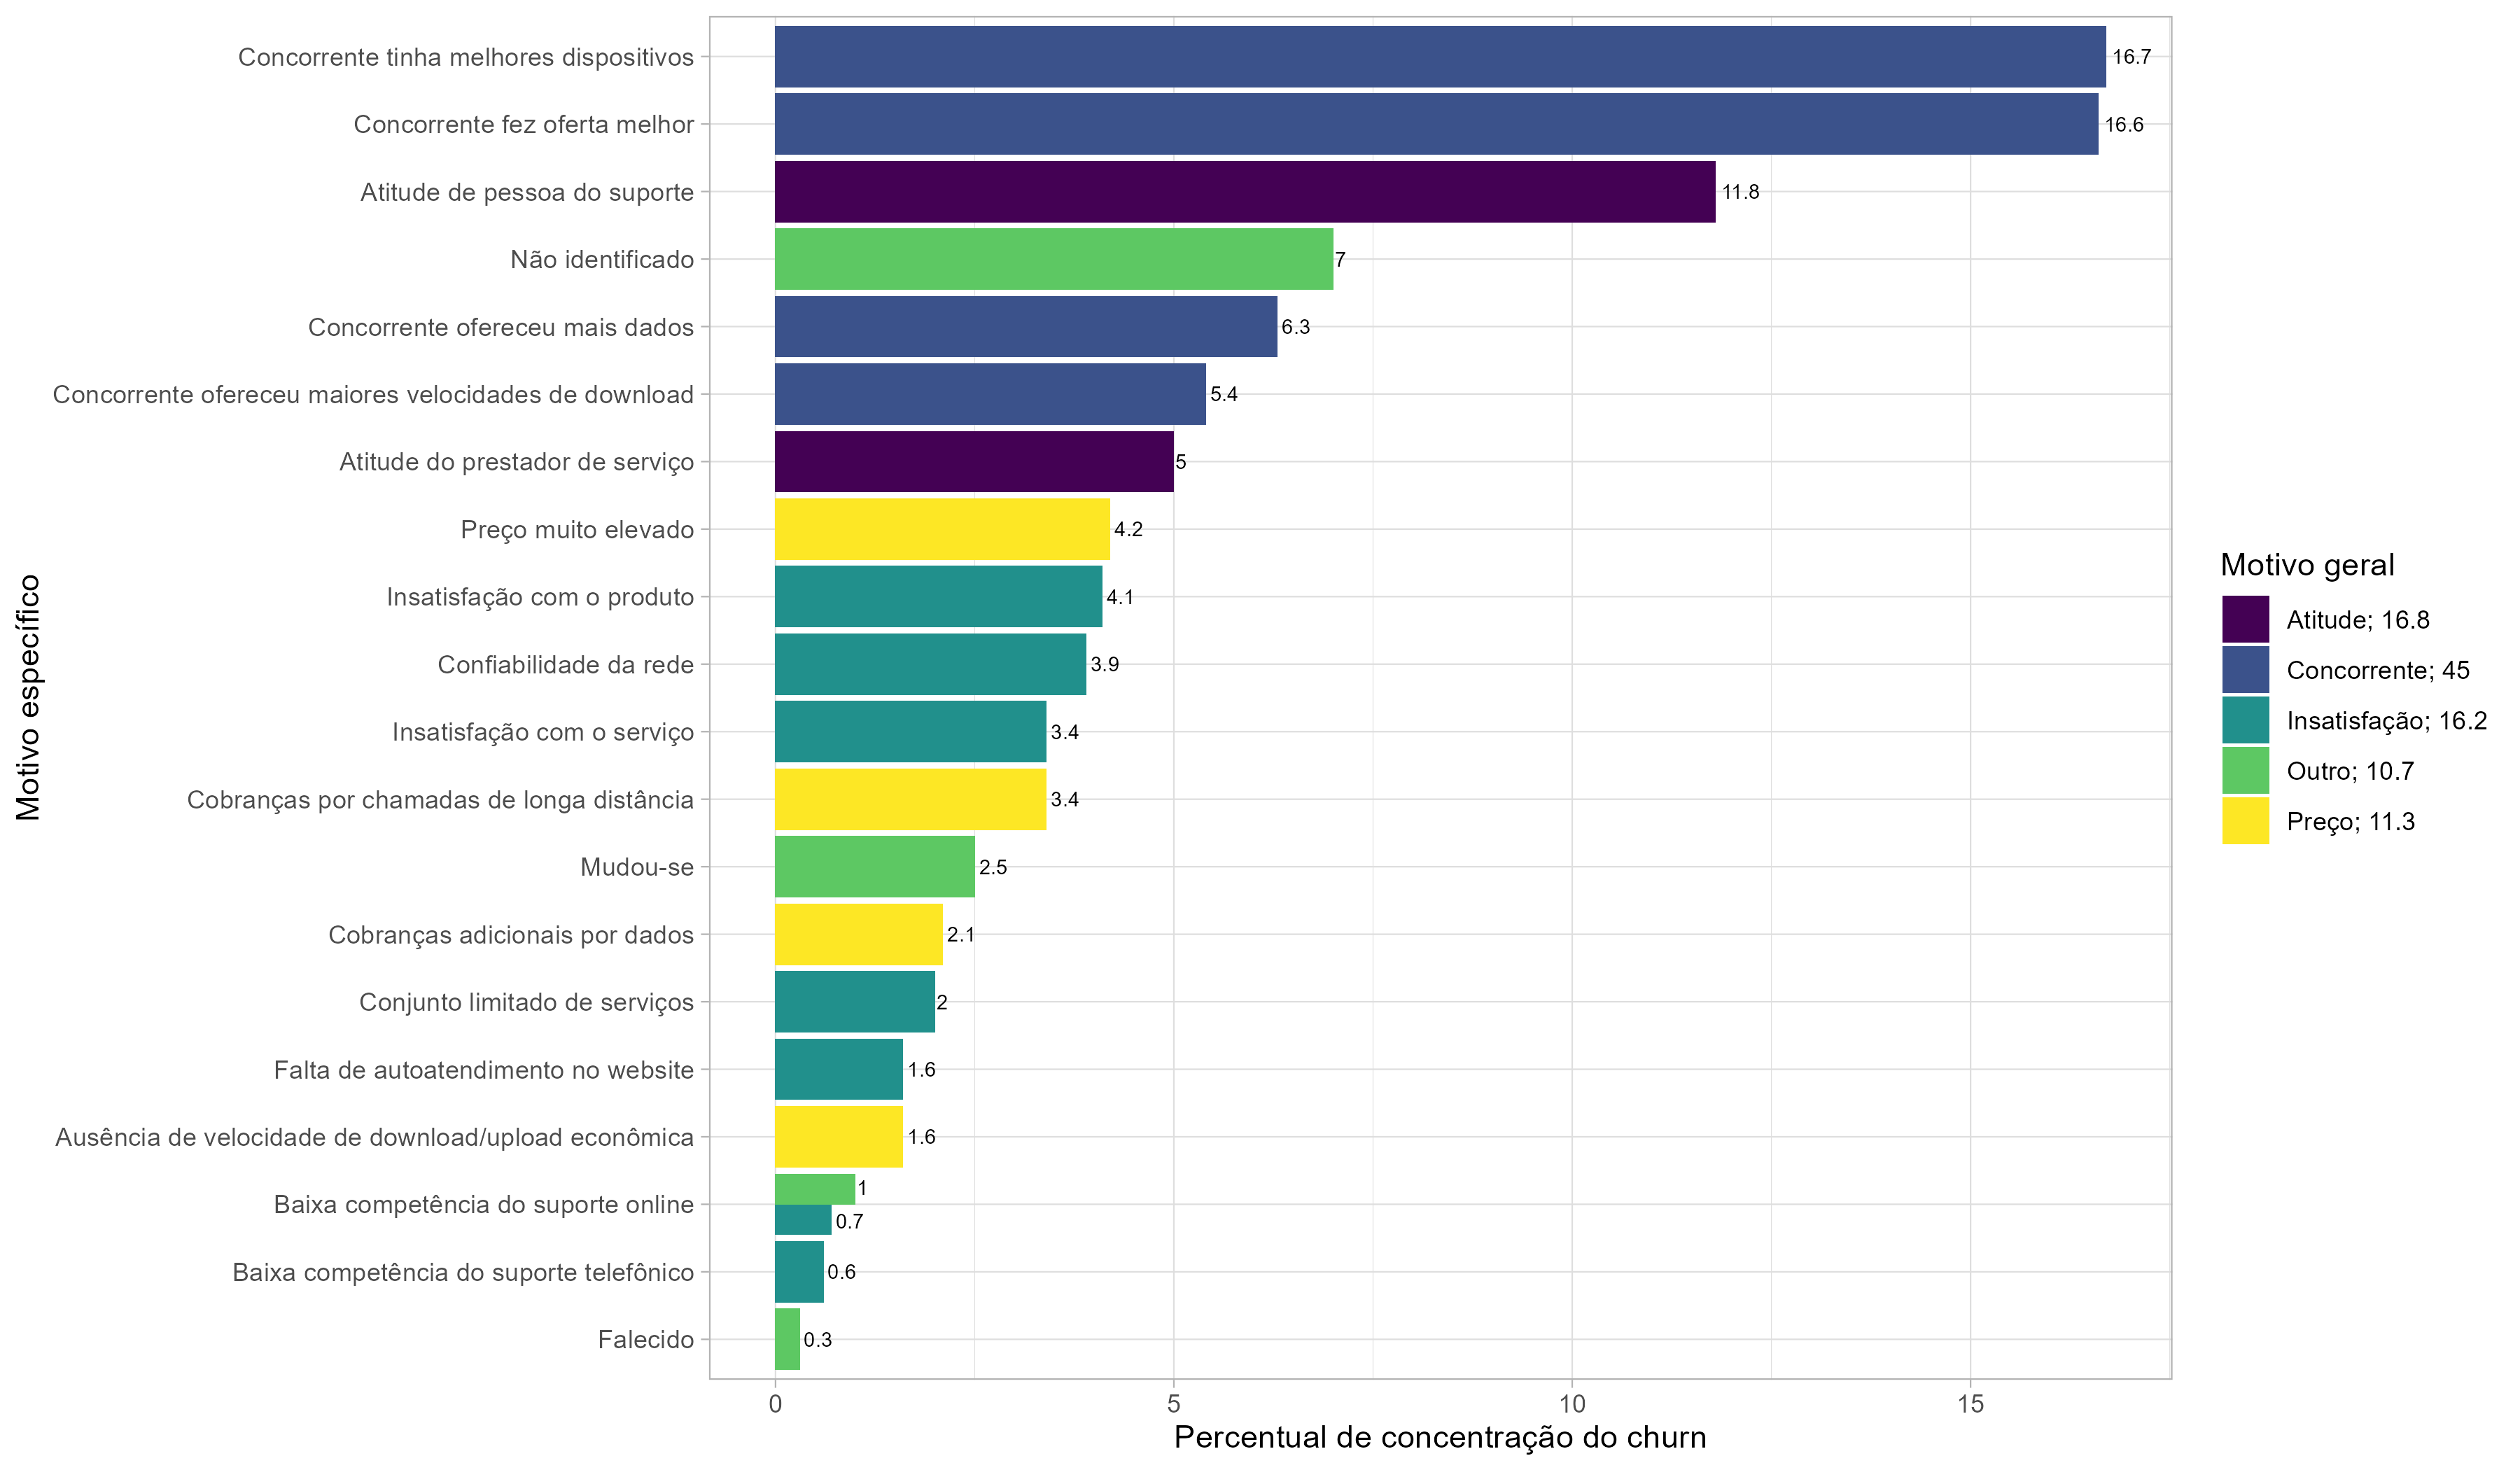 Concorrente tinha melhores dispositivos
16.7
Concorrente fez oferta melhor
16.6
Atitude de pessoa do suporte
11.8
Não identificado
7
Concorrente ofereceu mais dados
6.3
Concorrente ofereceu maiores velocidades de download
5.4
Atitude do prestador de serviço
5
Preço muito elevado
4.2
Insatisfação com o produto
4.1
Confiabilidade da rede
3.9
Insatisfação com o serviço
3.4
Cobranças por chamadas de longa distância
3.4
Mudou-se
2.5
Cobranças adicionais por dados
2.1
Conjunto limitado de serviços
2
Falta de autoatendimento no website
1.6
Ausência de velocidade de download/upload econômica
1.6
Baixa competência do suporte online
1
0.7
Baixa competência do suporte telefônico
0.6
Falecido
0.3
0
5
10
15
Percentual de concentração do churn
Motivo específico
Motivo geral
Atitude; 16.8
Concorrente; 45
Insatisfação; 16.2
Outro; 10.7
Preço; 11.3